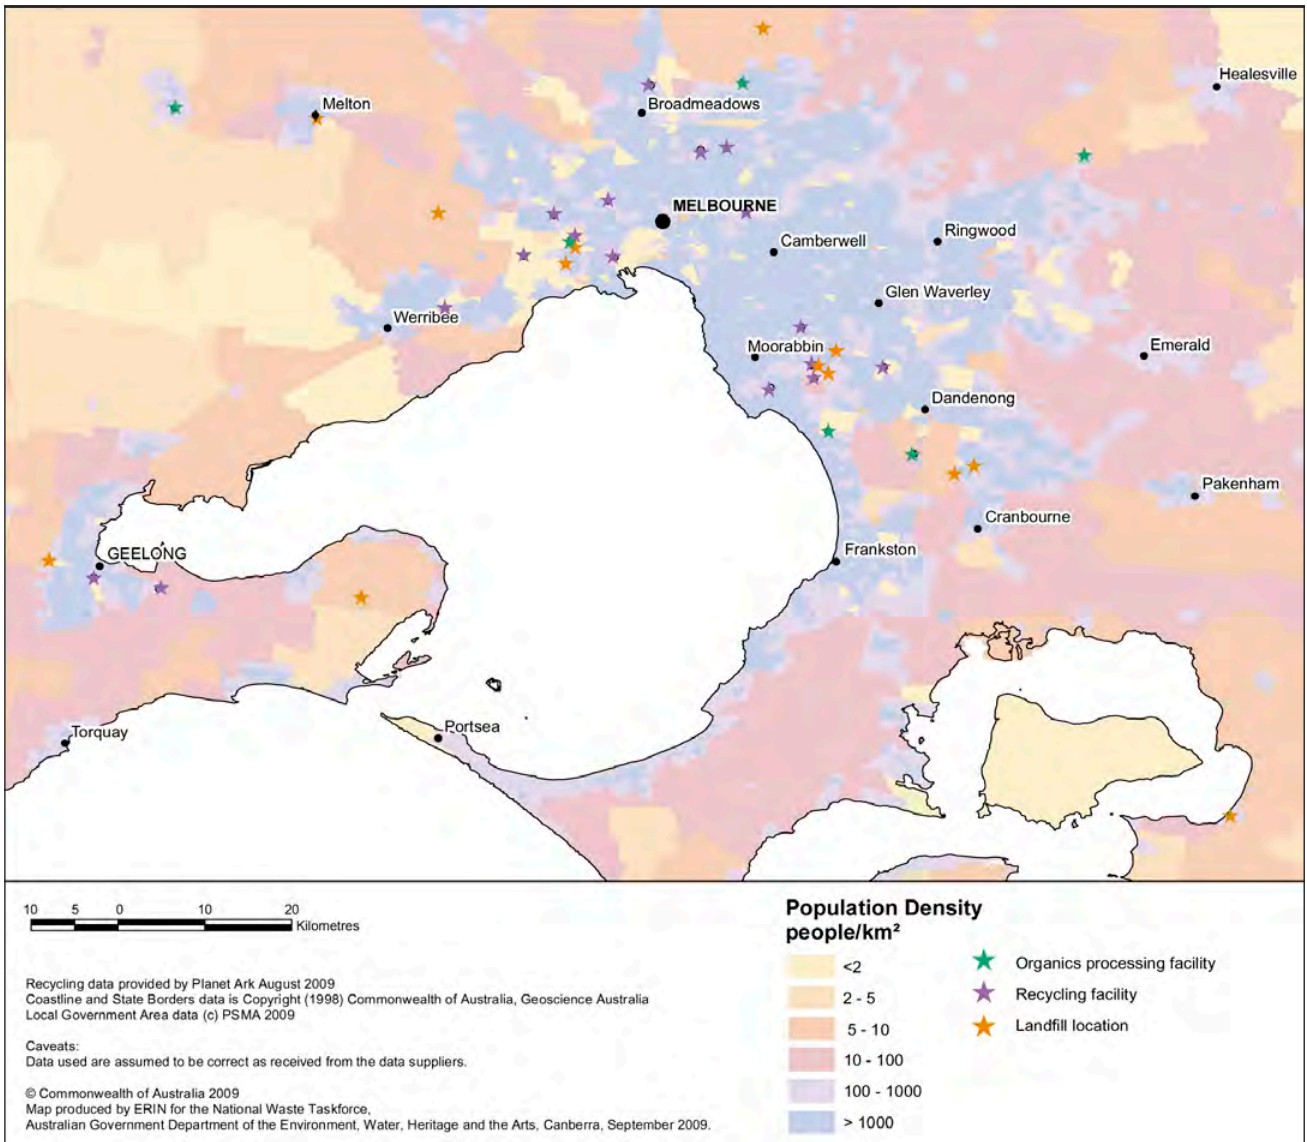 Healesville
Melton
Broadmeadows
MELBOURNE
Ringwood
Camberwell
Glen Waverley
Werribee
Moorabbin
Emerald
Dandenong
Pakenham
Cranbourne
GEELONG
Frankston
Torquay
Portsea
10 5 0 10 20
Kilometres
Recycling data provided by Planet Ark August 2009
Coastline and State Borders data is Copyright (1998) Commonwealth of Australia, Geoscience Australia
Local Government Area data (c) PSMA 2009
Caveats:
Data used are assumed to be correct as received from the data suppliers.
© Commonwealth of Australia 2009
Map produced by ERIN for the National Waste Taskforce,
Australian Government Department of the Environment, Water, Heritage and the Arts, Canberra, September 2009.
Population Density
people/km²
<2
2 - 5
5 - 10
10 - 100
100 - 1000
> 1000
Organics processing facility
Recycling facility
Landfill location